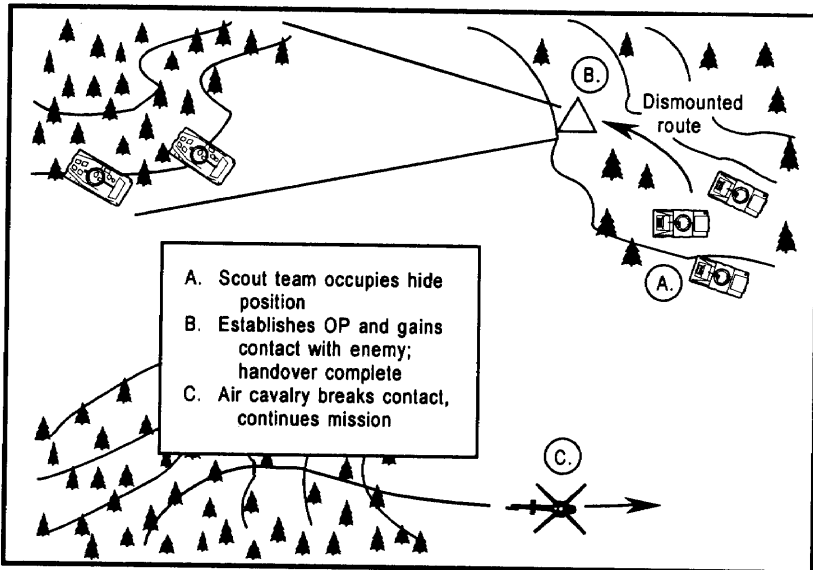 B.
Dismounted
route
A.
A. Scout team occupies hide
position
B. Establishes OP and gains
contact with enemy;
handover complete
C. Air cavalry breaks contact,
continues mission
C.